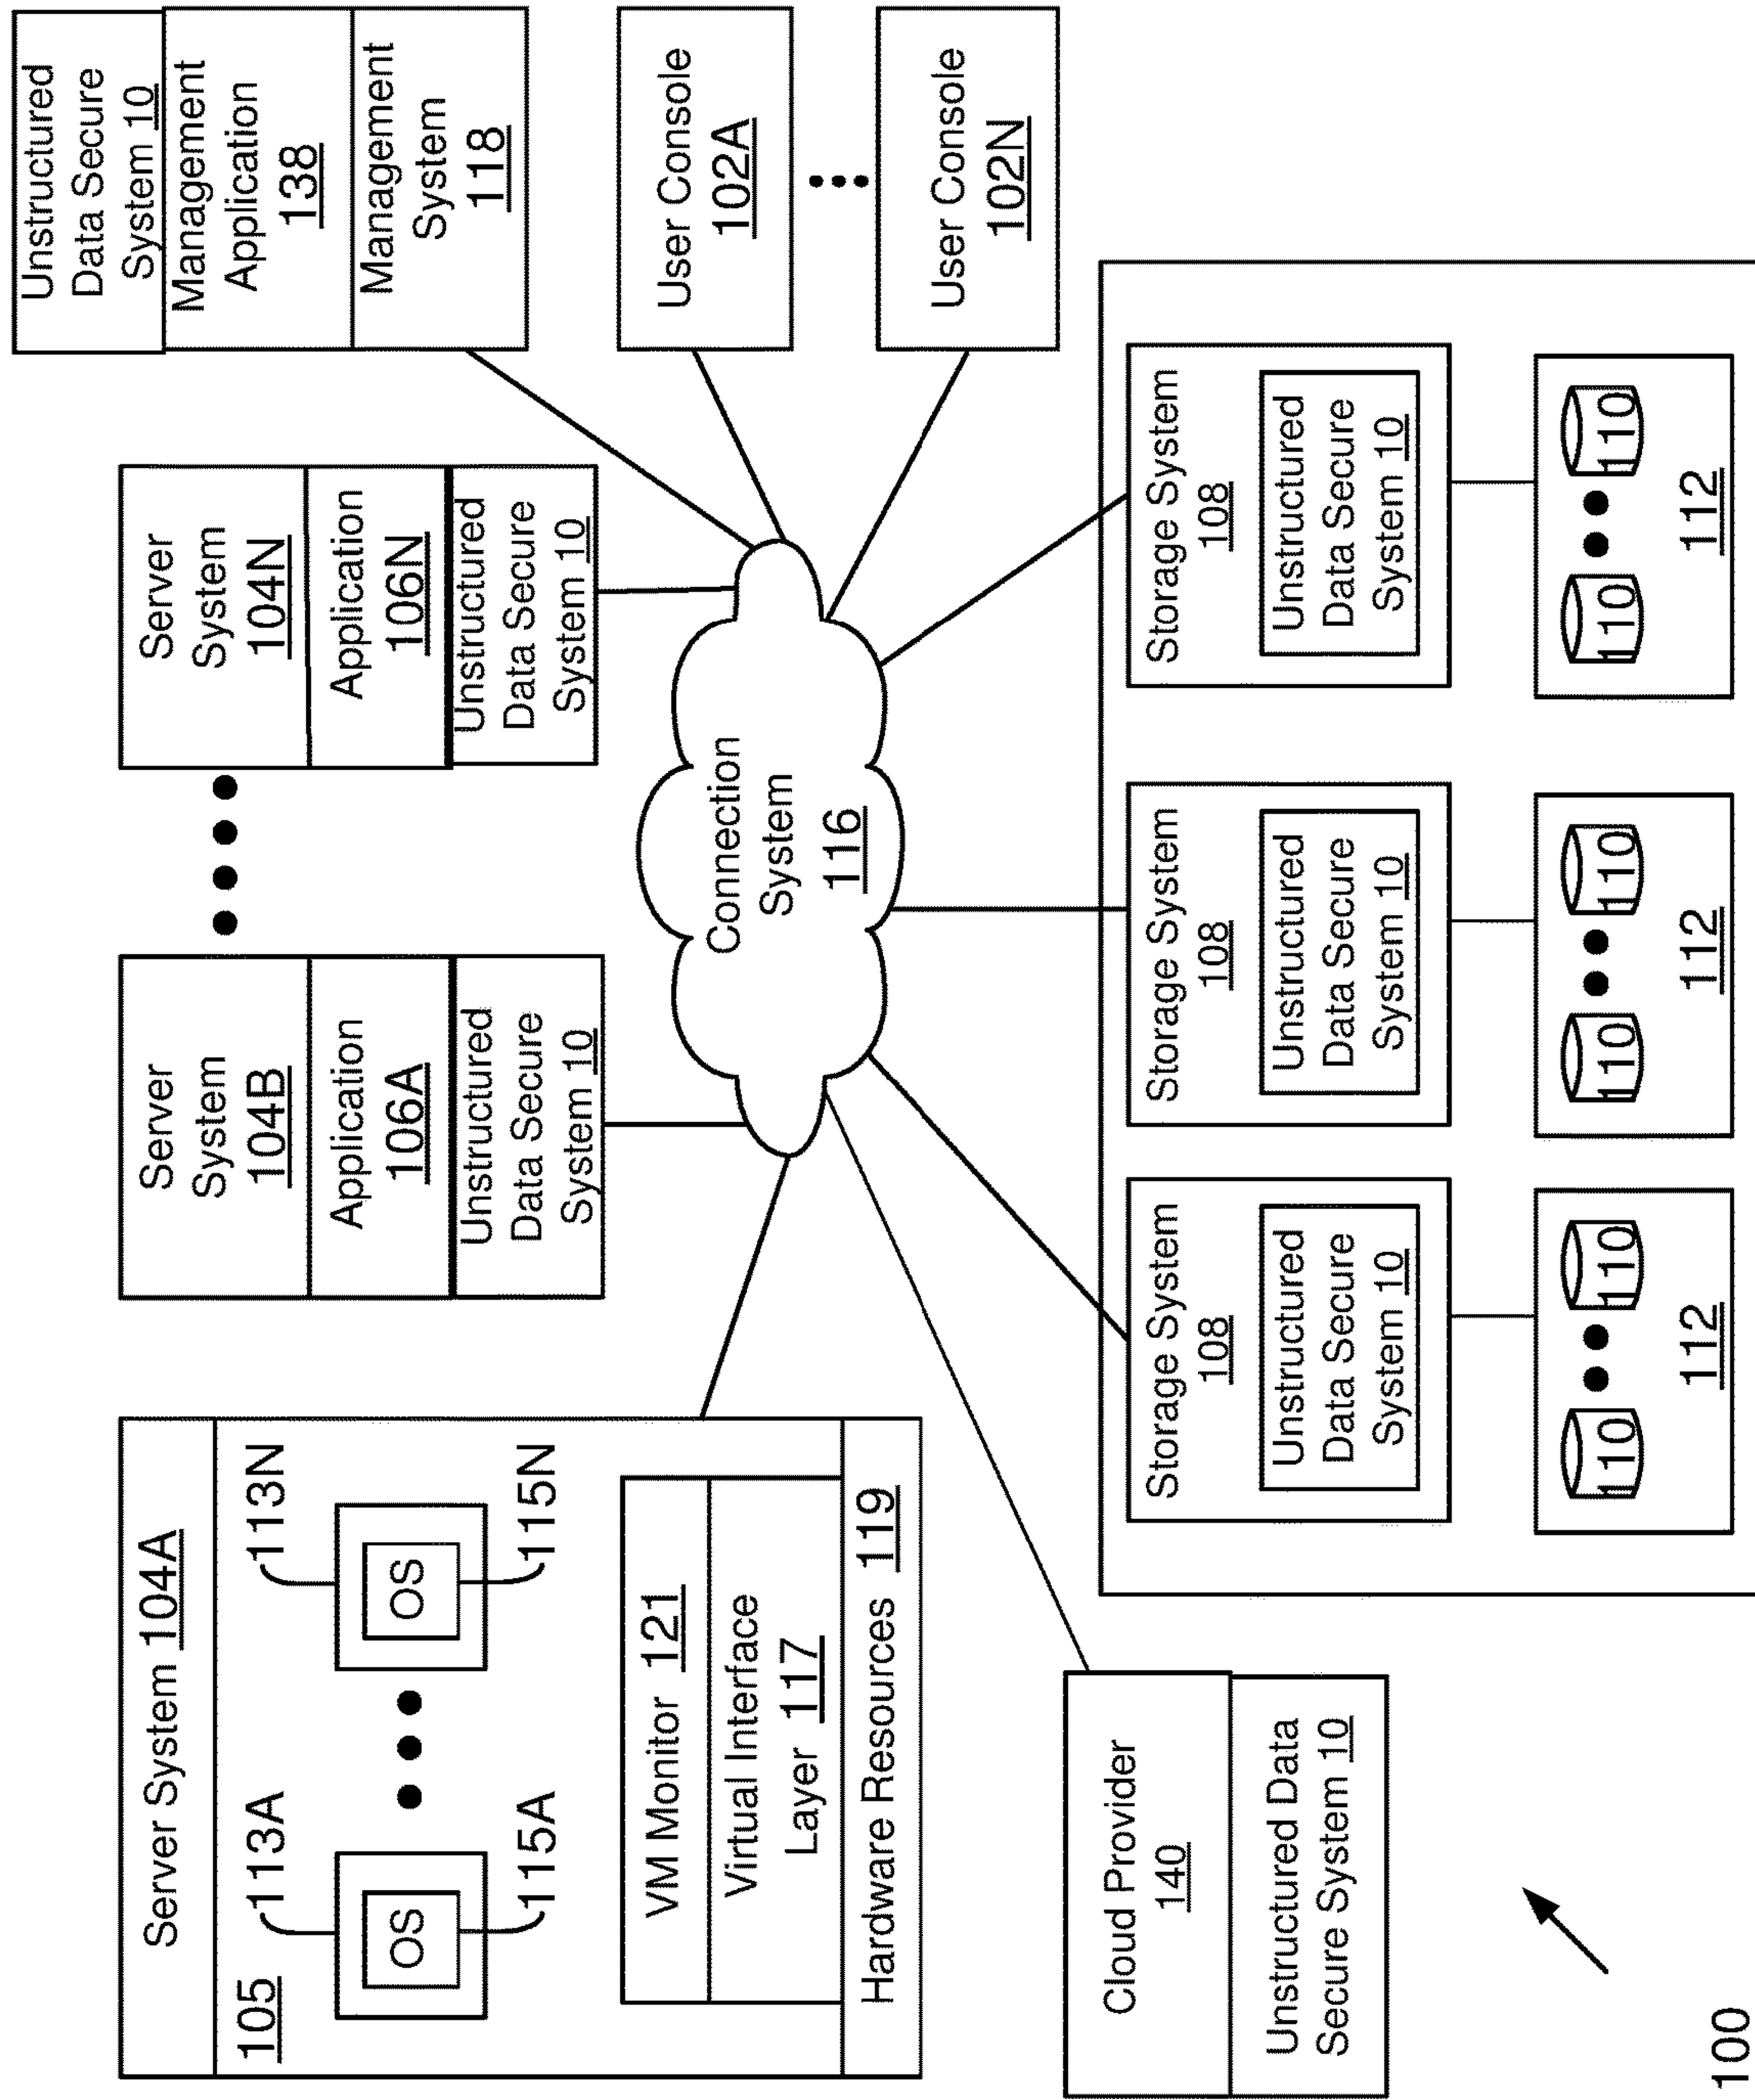 Server System 104A
105
113A
113N
OS
OS
115A
115N
VM Monitor 121
Virtual Interface
Layer 117
Hardware Resources 119
Server
System
104B
Application
106A
Unstructured
Data Secure
System 10
Server
System
104N
Application
106N
Unstructured
Data Secure
System 10
Unstructured
Data Secure
System 10
Management
Application
138
Management
System
118
User Console
102A
User Console
102N
Connection
System
116
Cloud Provider
140
Unstructured Data
Secure System 10
Storage System
108
Unstructured
Data Secure
System 10
110
110
112
Storage System
108
Unstructured
Data Secure
System 10
110
110
112
Storage System
108
Unstructured
Data Secure
System 10
110
110
112
100